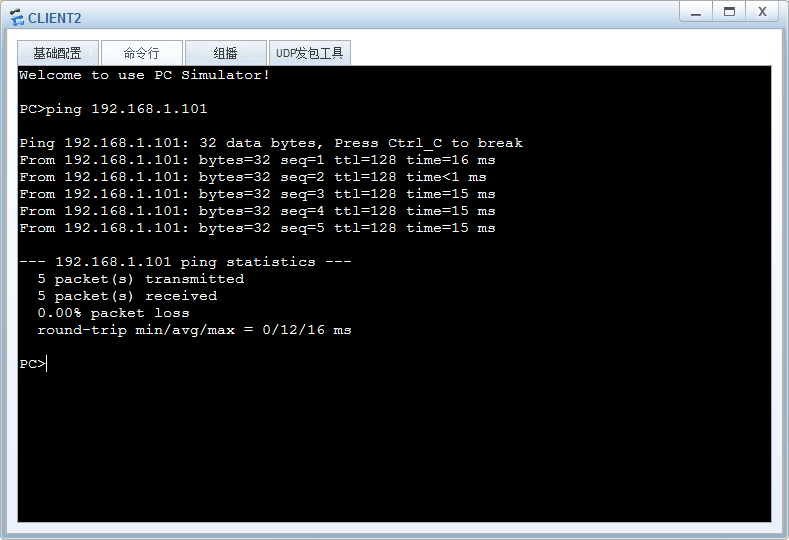 CLIENT2
X
基础配置 命令行 组播 UDP发包工具
Welcome to use PC Simulator!
PC>ping 192.168.1.101
Ping 192.168.1.101: 32 data bytes, Press Ctrl_C to break
From 192.168.1.101: bytes=32 seq=1 ttl=128 time=16 ms
From 192.168.1.101: bytes=32 seq=2 ttl=128 time<1 ms
From 192.168.1.101: bytes=32 seq=3 ttl=128 time=15 ms
From 192.168.1.101: bytes=32 seq=4 ttl=128 time=15 ms
From 192.168.1.101: bytes=32 seq=5 ttl=128 time=15 ms
--- 192.168.1.101 ping statistics ---
5 packet(s) transmitted
5 packet(s) received
0.00% packet loss
round-trip min/avg/max = 0/12/16 ms
PC>